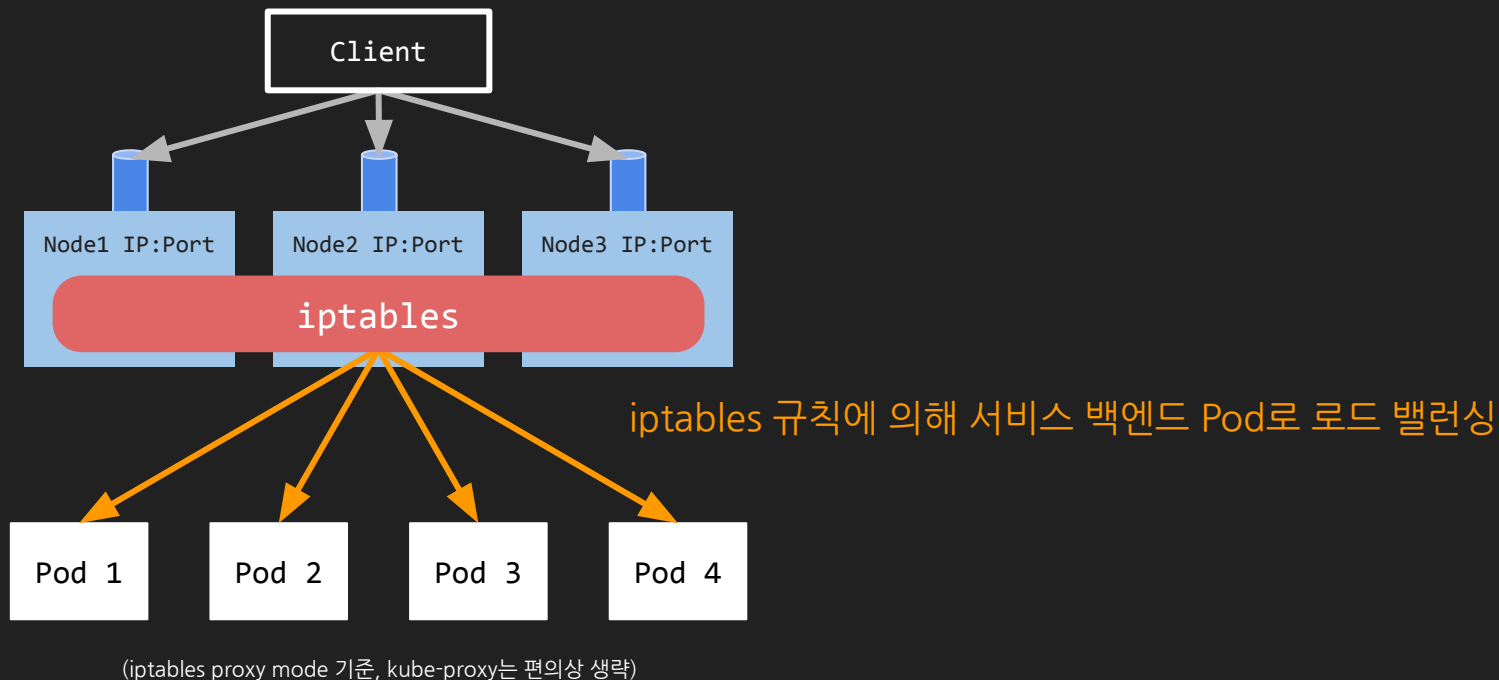 Client
Node1 IP:Port
Node2 IP:Port
Node3 IP:Port
iptables
iptables 규칙에 의해 서비스 백엔드 Pod로 로드 밸런싱
Pod 1
Pod 2
Pod 3
Pod 4
(iptables proxy mode 기준, kube-proxy는 편의상 생략)